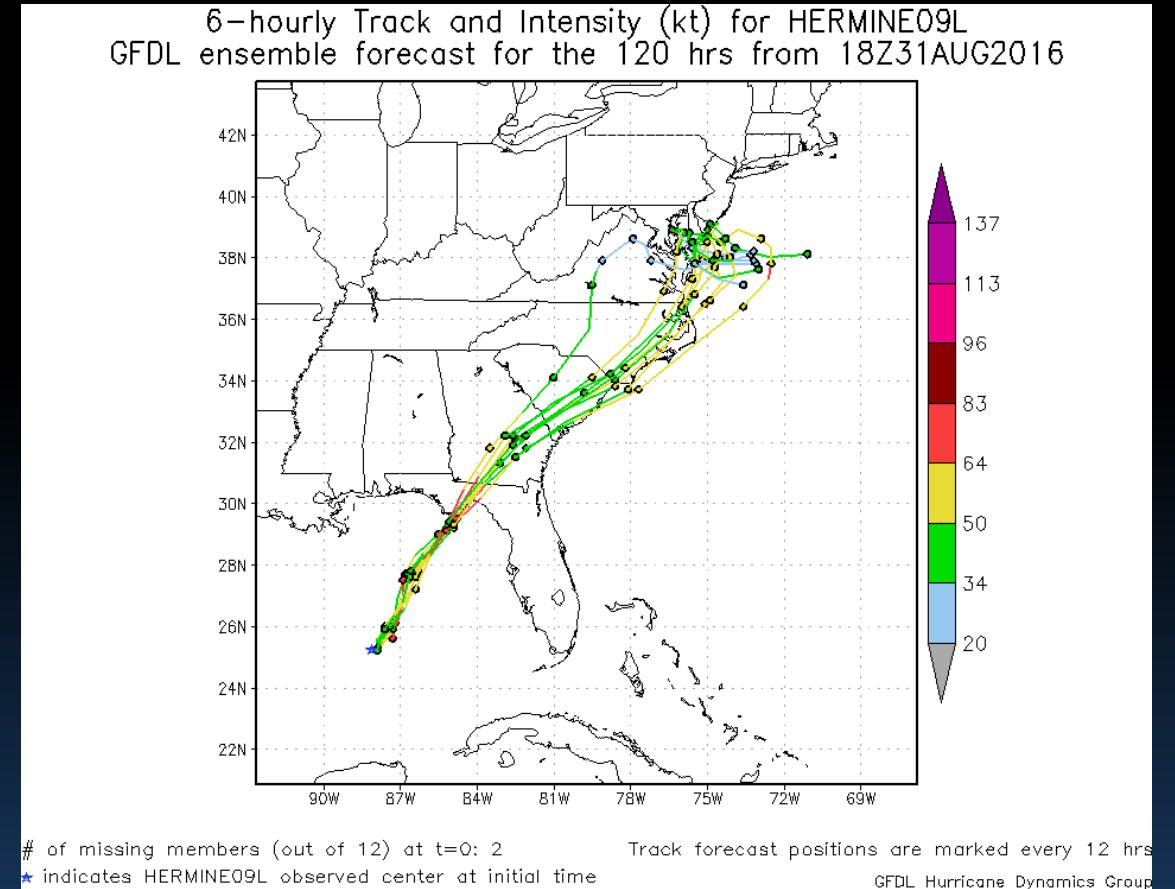 6-hourly Track and Intensity (kt) for HERMINE09L
GFDL ensemble forecast for the 120 hrs from 18Z31AUG2016
42N
40N
38N
36N
34N
32N
30N
28N
26N
24N
22N
90W 87W 84W 81W 78W 75W 72W 69W
137
113
96
83
64
50
34
20
# of missing members (out of 12) at t=0: 2 Track forecast positions are marked every 12 hrs
★ indicates HERMINE09L observed center at initial time GFDL Hurricane Dynamics Group